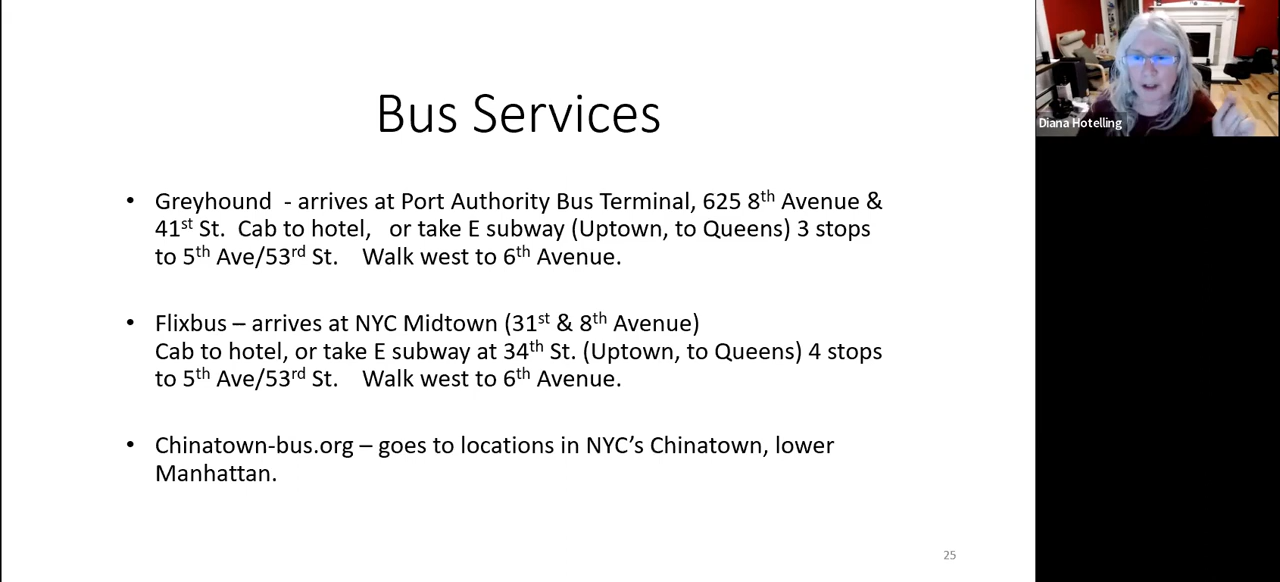 Bus Services
• Greyhound  - arrives at Port Authority Bus Terminal, 625 8th Avenue &
41st St.  Cab to hotel,   or take E subway (Uptown, to Queens) 3 stops
to 5th Ave/53rd St.    Walk west to 6th Avenue.
• Flixbus – arrives at NYC Midtown (31st & 8th Avenue)
Cab to hotel, or take E subway at 34th St. (Uptown, to Queens) 4 stops
to 5th Ave/53rd St.    Walk west to 6th Avenue.
• Chinatown-bus.org – goes to locations in NYC’s Chinatown, lower
Manhattan.
25
Diana Hotelling